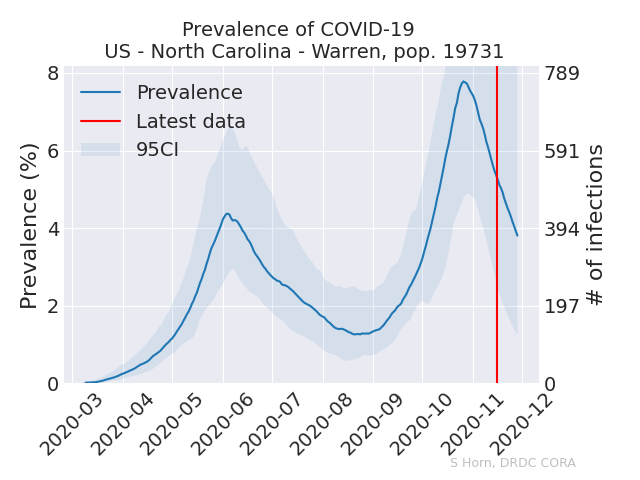 Prevalence of COVID-19
US - North Carolina - Warren, pop. 19731
Prevalence
Latest data
95CI
Prevalence (%)
8
6
4
2
0
789
591
394
197
0
# of infections
2020-03
2020-04
2020-05
2020-06
2020-07
2020-08
2020-09
2020-10
2020-11
2020-12
S Horn, DRDC CORA